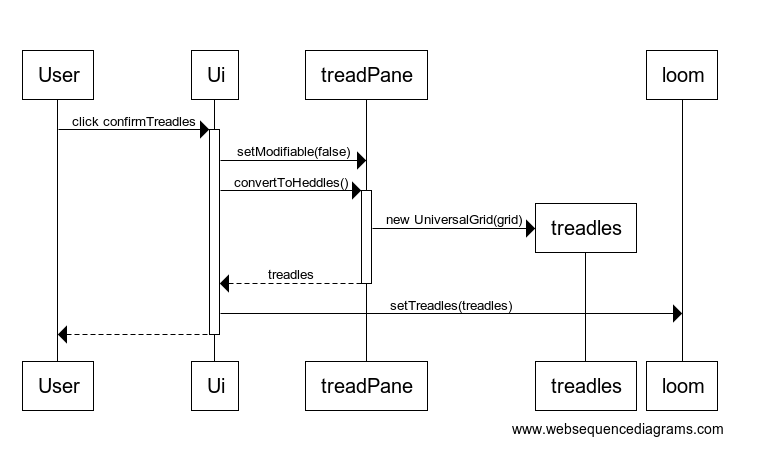 User
Ui
treadPane
loom
click confirmTreadles
setModifiable(false)
convertToHeddles()
new UniversalGrid(grid)
treadles
treadles
setTreadles(treadles)
User
Ui
treadPane
treadles
loom
www.websequencediagrams.com